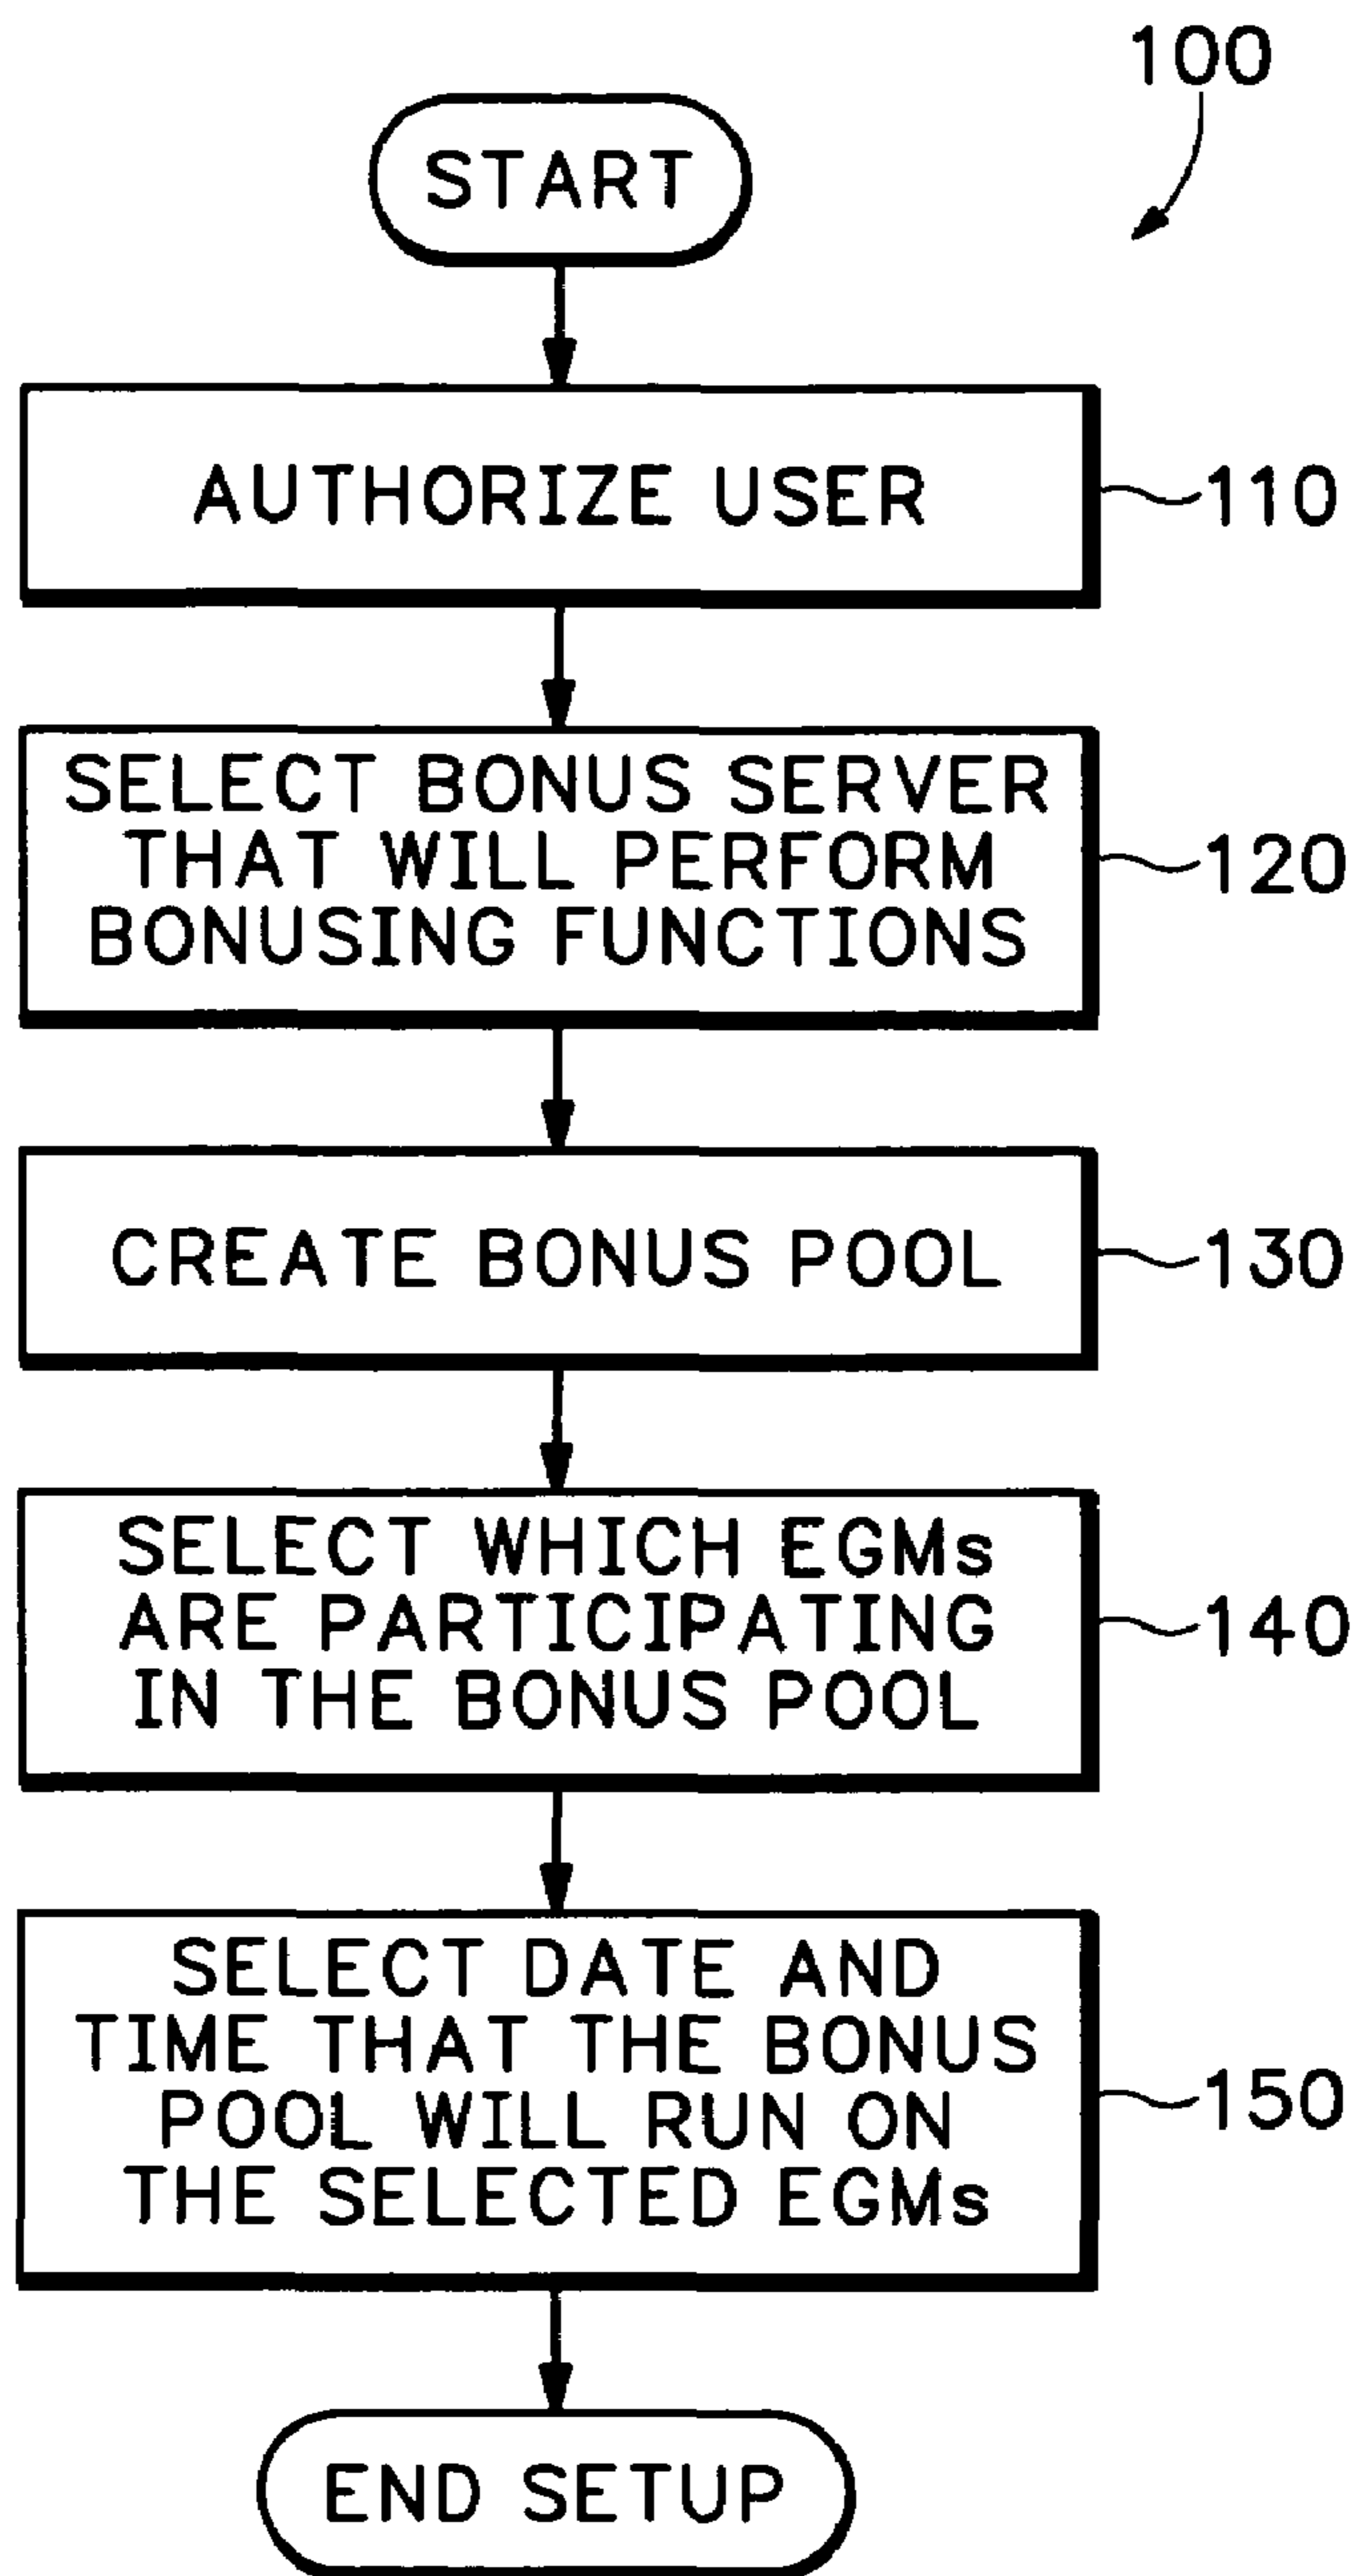 100
START
AUTHORIZE USER
110
SELECT BONUS SERVER
THAT WILL PERFORM
BONUSING FUNCTIONS
120
CREATE BONUS POOL
130
SELECT WHICH EGMs
ARE PARTICIPATING
IN THE BONUS POOL
140
SELECT DATE AND
TIME THAT THE BONUS
POOL WILL RUN ON
THE SELECTED EGMs
150
END SETUP